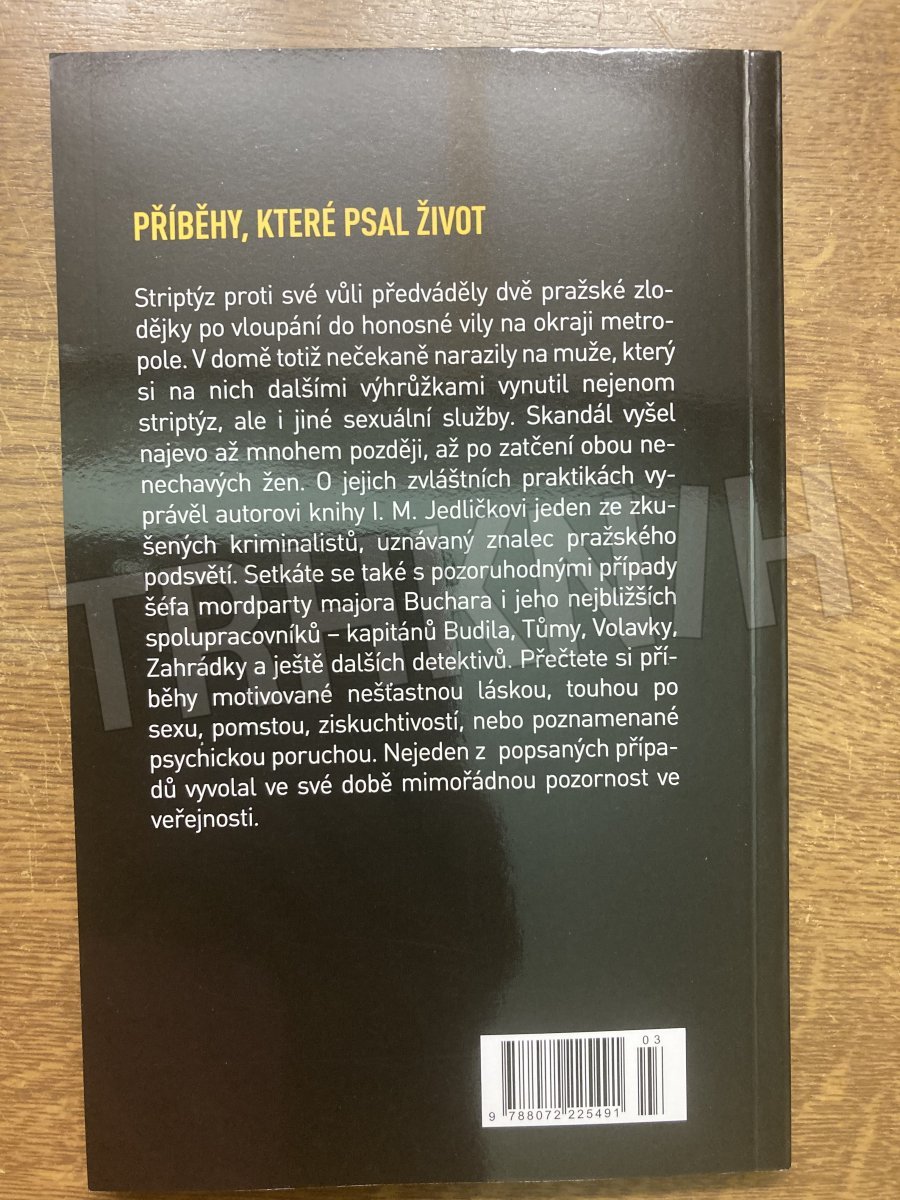 PŘÍBĚHY, KTERÉ PSAL ŽIVOT
Striptýz proti své vůli předváděly dvě pražské zlo-
dějky po vloupání do honosné vily na okraji metro-
pole. V domě totiž nečekaně narazily na muže, který
si na nich dalšími výhrůžkami vynutil nejenom
striptýz, ale i jiné sexuální služby. Skandál vyšel
najevo až mnohem později, až po zatčení obou ne-
nechavých žen. O jejich zvláštních praktikách vy-
právěl autorovi knihy I. M. Jedličkovi jeden ze zku-
šených kriminalistů, uznávaný znalec pražského
podsvětí. Setkáte se také s pozoruhodnými případy
šéfa mordparty majora Buchara i jeho nejbližších
spolupracovníků – kapitánů Budila, Tůmy, Volavky,
Zahrádky a ještě dalších detektivů. Přečtete si pří-
běhy motivované nešťastnou láskou, touhou po
sexu, pomstou, ziskuchtivostí, nebo poznamenané
psychickou poruchou. Nejeden z popsaných přípa-
dů vyvolal ve své době mimořádnou pozornost ve
veřejnosti.
TRHKNIH
03
9 788072 225491